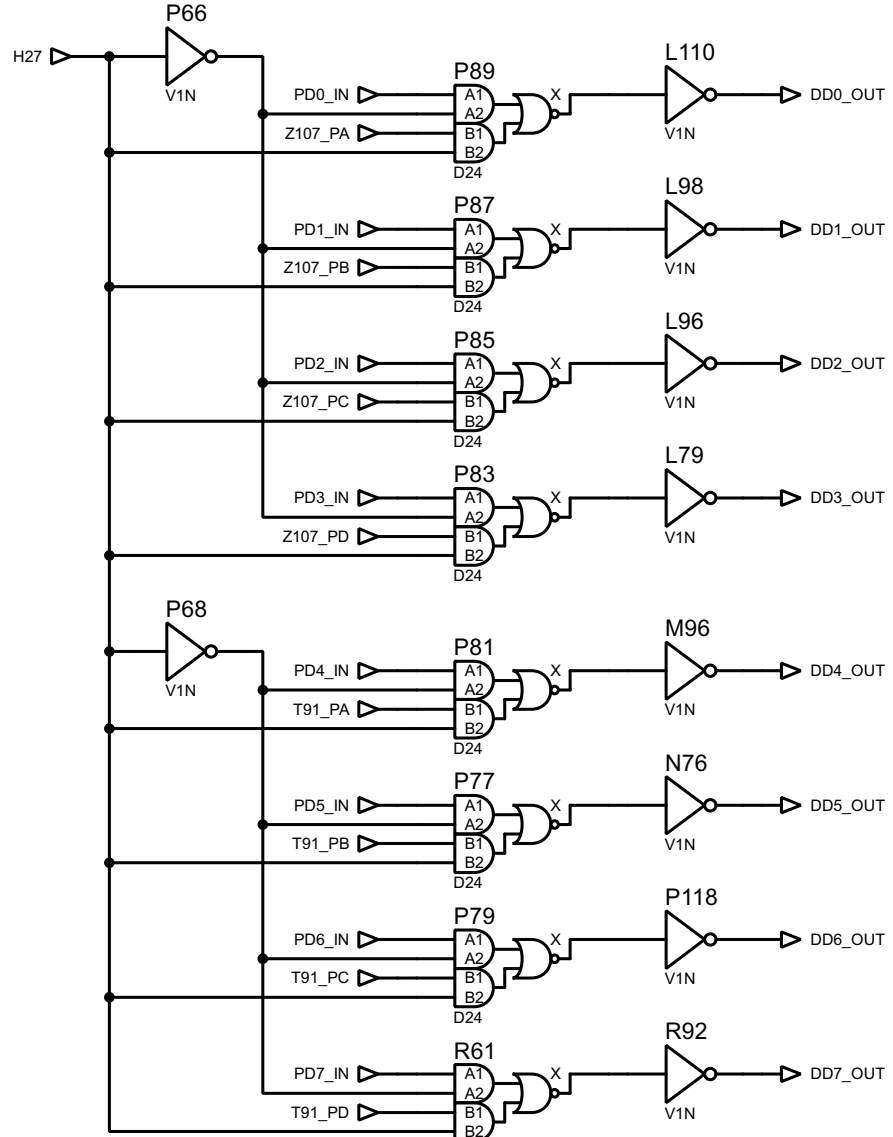 P66
H27
V1N
P89
L110
PD0_IN
A1
X
DD0_OUT
A2
Z107_PA
B1
V1N
B2
D24
P87
L98
PD1_IN
A1
X
DD1_OUT
A2
Z107_PB
B1
V1N
B2
D24
P85
L96
PD2_IN
A1
X
DD2_OUT
A2
Z107_PC
B1
V1N
B2
D24
P83
L79
PD3_IN
A1
X
DD3_OUT
A2
Z107_PD
B1
V1N
B2
D24
P68
V1N
P81
M96
PD4_IN
A1
X
DD4_OUT
A2
T91_PA
B1
V1N
B2
D24
P77
N76
PD5_IN
A1
X
DD5_OUT
A2
T91_PB
B1
V1N
B2
D24
P79
P118
PD6_IN
A1
X
DD6_OUT
A2
T91_PC
B1
V1N
B2
D24
R61
R92
PD7_IN
A1
X
DD7_OUT
A2
T91_PD
B1
V1N
B2